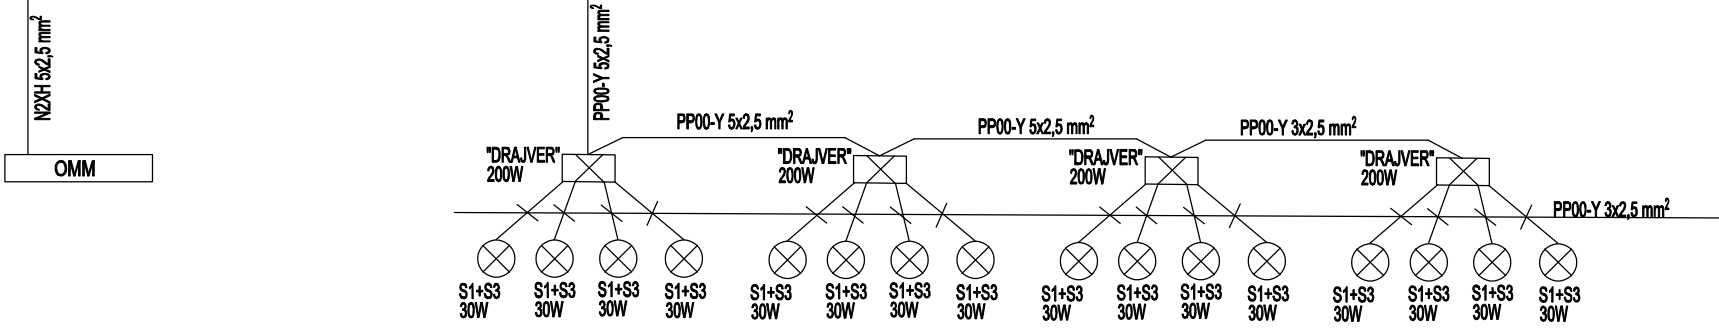 N2XH 5x2,5 mm²
OMM
PP00-Y 5x2,5 mm²
PP00-Y 5x2,5 mm²
PP00-Y 5x2,5 mm²
PP00-Y 3x2,5 mm²
"DRAJVER"
200W
"DRAJVER"
200W
"DRAJVER"
200W
"DRAJVER"
200W
PP00-Y 3x2,5 mm²
S1+S3
30W
S1+S3
30W
S1+S3
30W
S1+S3
30W
S1+S3
30W
S1+S3
30W
S1+S3
30W
S1+S3
30W
S1+S3
30W
S1+S3
30W
S1+S3
30W
S1+S3
30W
S1+S3
30W
S1+S3
30W
S1+S3
30W
S1+S3
30W